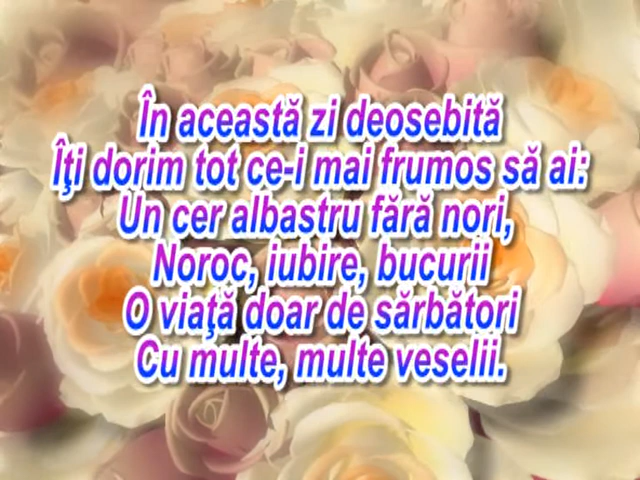 În această zi deosebită
Îţi dorim tot ce-i mai frumos să ai:
Un cer albastru fără nori,
Noroc, iubire, bucurii
O viaţă doar de sărbători
Cu multe, multe veselii.